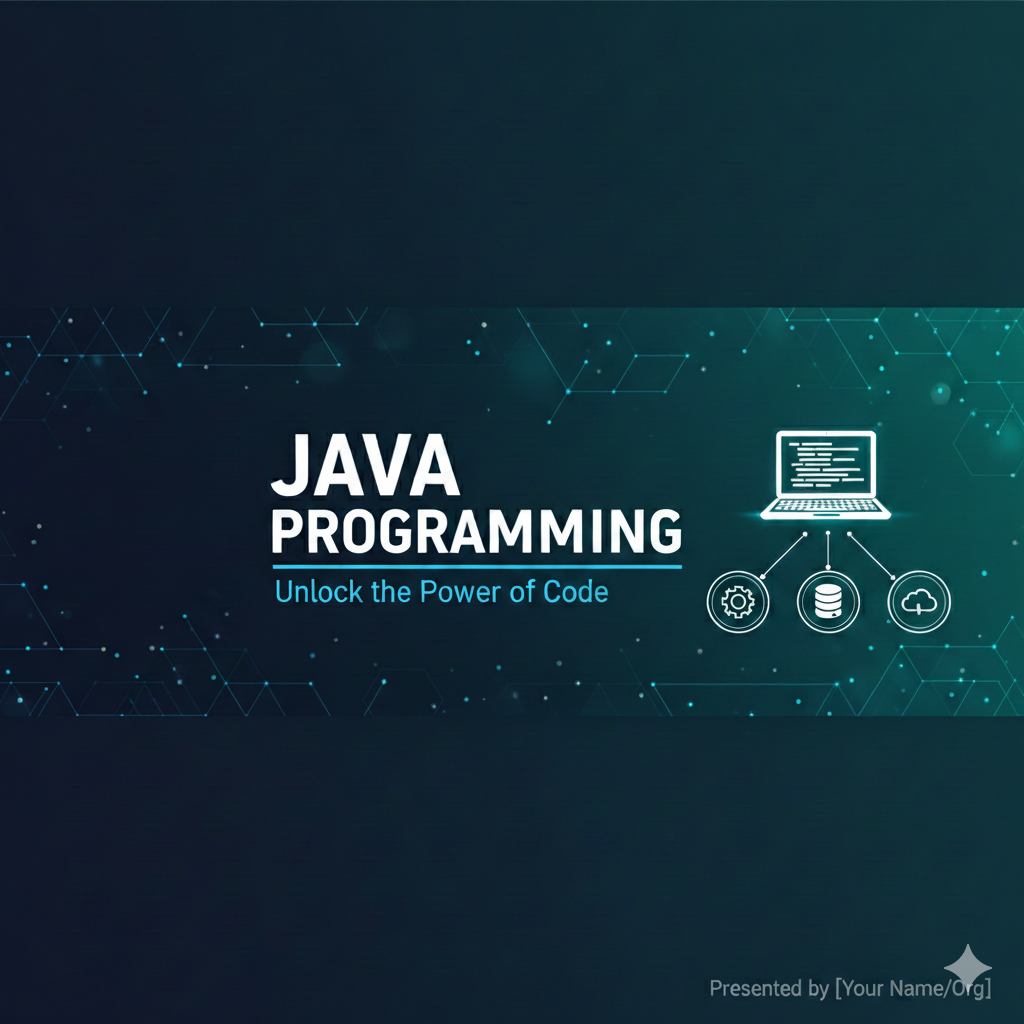 JAVA
PROGRAMMING
Unlock the Power of Code
Presented by [Your Name/Org]